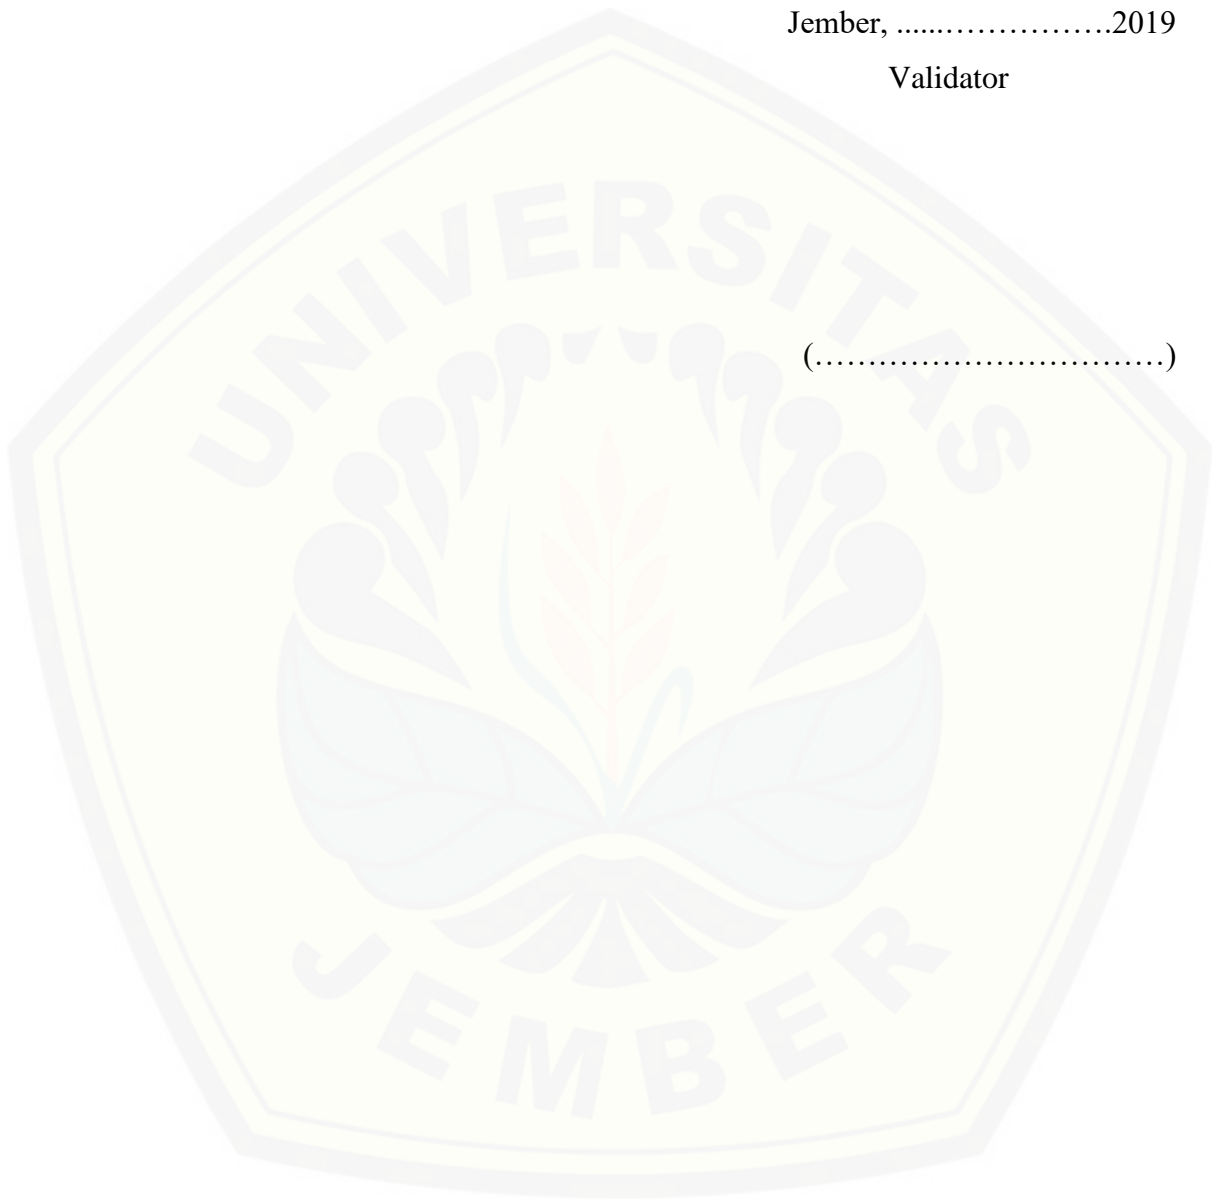 Jember, ......…………….2019
Validator
(……………………………)
UNIVERSITAS
JEMBER